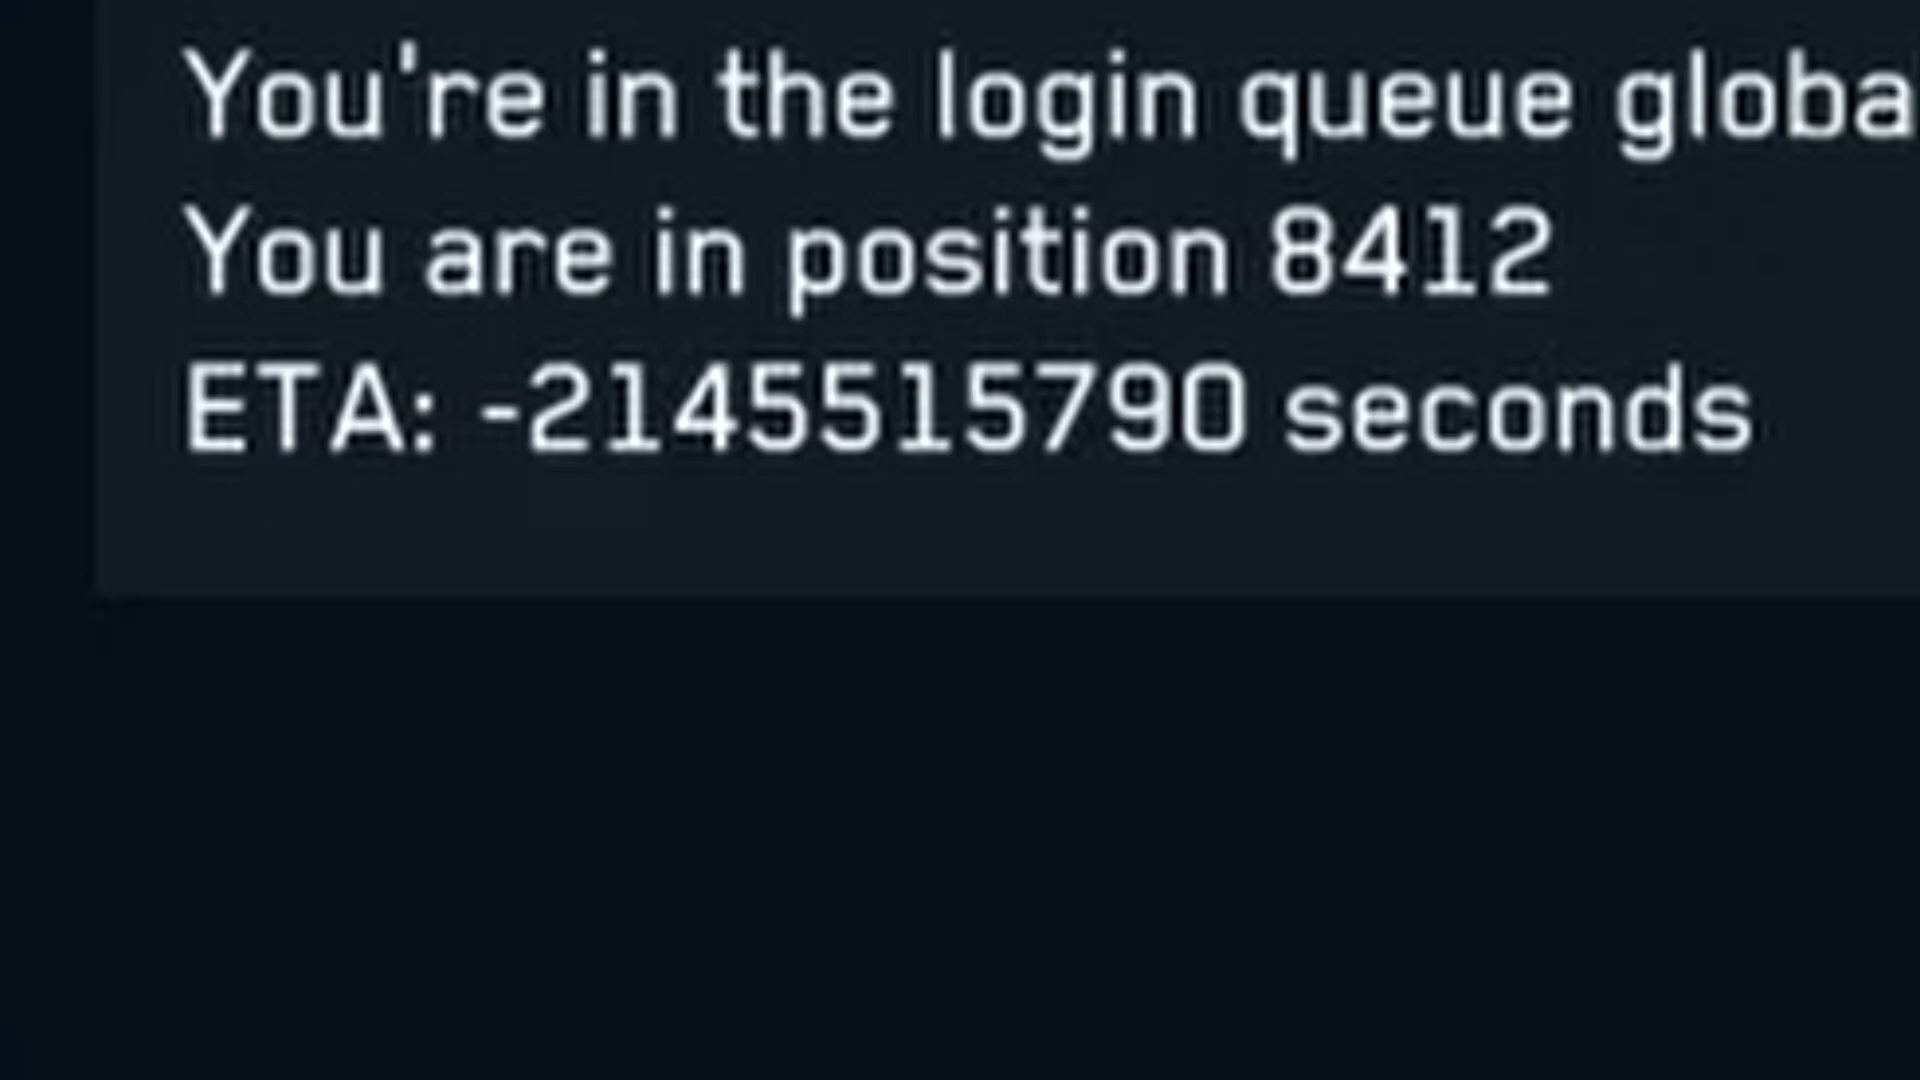 You're in the login queue globa
You are in position 8412
ETA: -2145515790 seconds